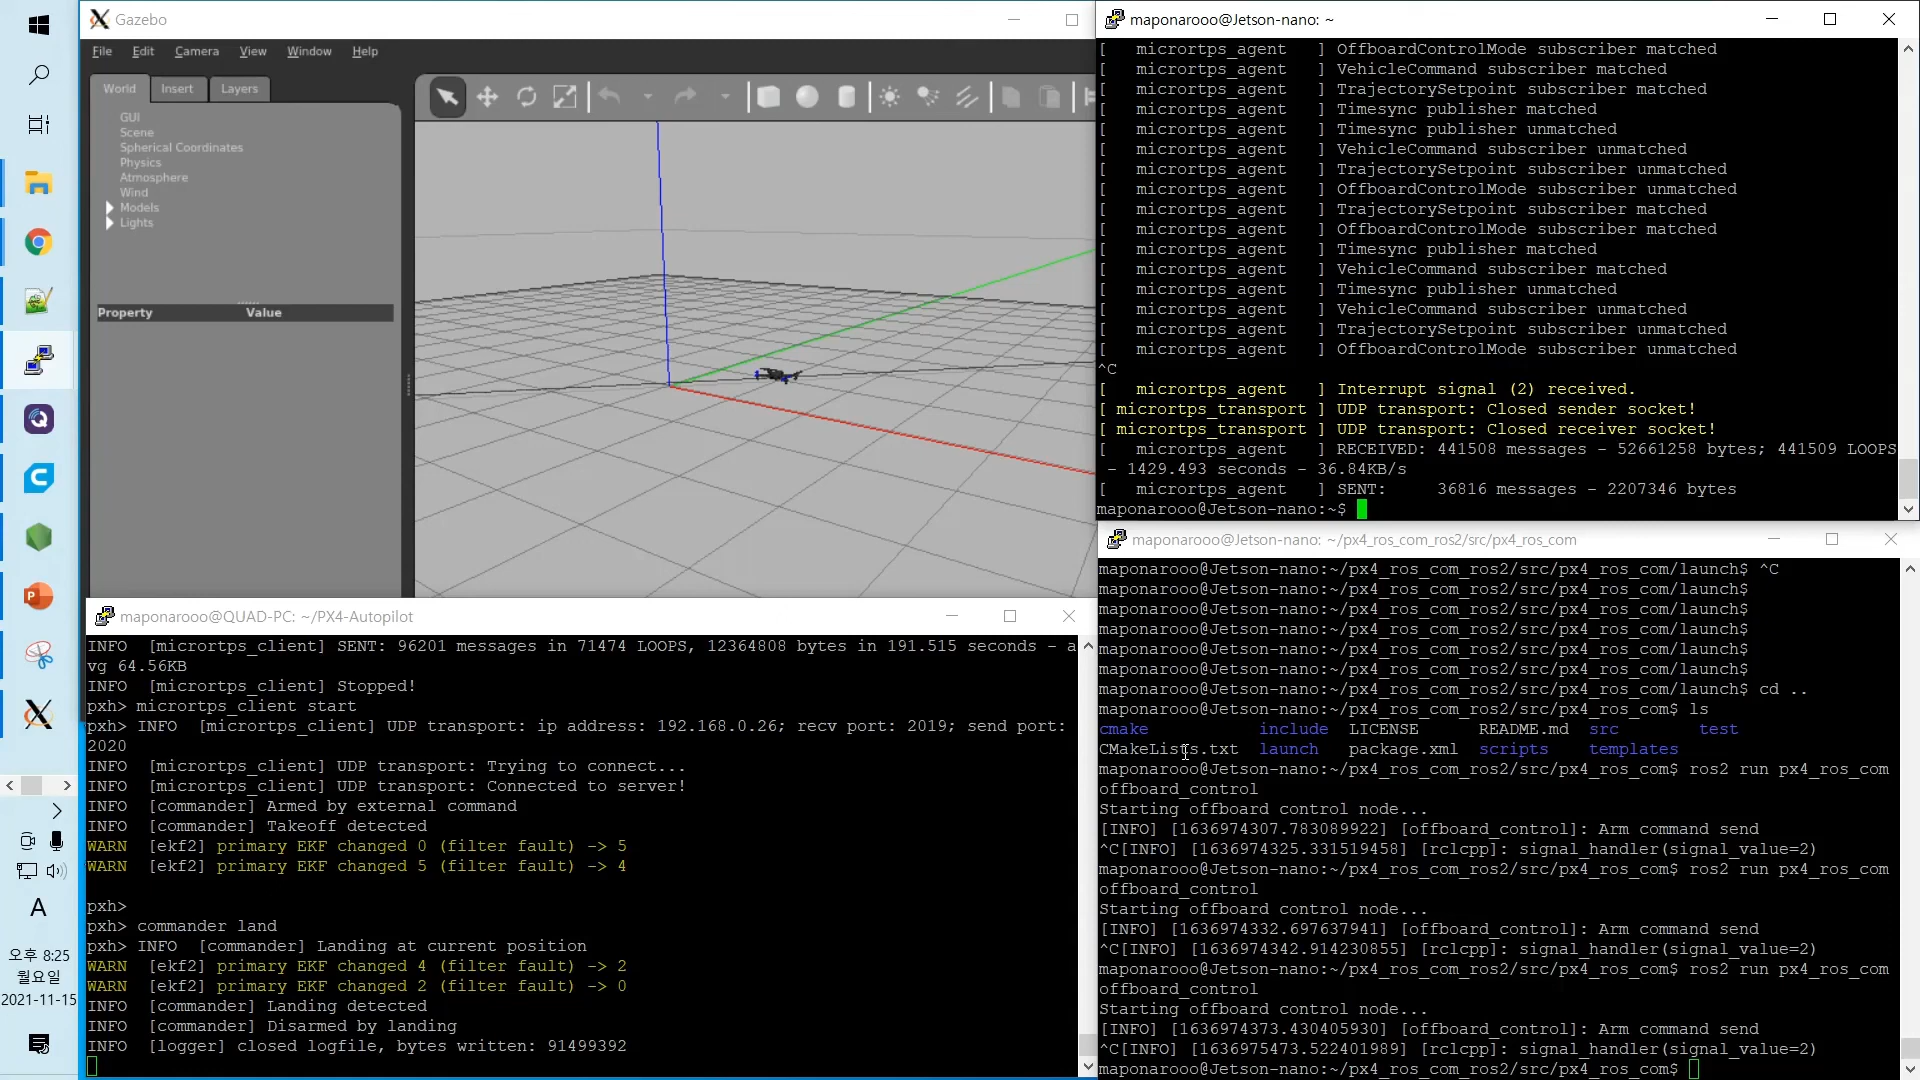 Gazebo
File Edit Camera View Window Help
World Insert Layers
GUI
Scene
Spherical Coordinates
Physics
Atmosphere
Wind
Models
Lights
Property Value
maponarooo@QUAD-PC: ~/PX4-Autopilot
INFO  [micrortps_client] SENT: 96201 messages in 71474 LOOPS, 12364808 bytes in 191.515 seconds - a
vg 64.56KB
INFO  [micrortps_client] Stopped!
pxh> micrortps_client start
pxh> INFO  [micrortps_client] UDP transport: ip address: 192.168.0.26; recv port: 2019; send port:
2020
INFO  [micrortps_client] UDP transport: Trying to connect...
INFO  [micrortps_client] UDP transport: Connected to server!
INFO  [commander] Armed by external command
INFO  [commander] Takeoff detected
WARN  [ekf2] primary EKF changed 0 (filter fault) -> 5
WARN  [ekf2] primary EKF changed 5 (filter fault) -> 4
pxh>
pxh> commander land
pxh> INFO  [commander] Landing at current position
WARN  [ekf2] primary EKF changed 4 (filter fault) -> 2
WARN  [ekf2] primary EKF changed 2 (filter fault) -> 0
INFO  [commander] Landing detected
INFO  [commander] Disarmed by landing
INFO  [logger] closed logfile, bytes written: 91499392
maponarooo@Jetson-nano: ~
[   micrortps_agent   ] OffboardControlMode subscriber matched
[   micrortps_agent   ] VehicleCommand subscriber matched
[   micrortps_agent   ] TrajectorySetpoint subscriber matched
[   micrortps_agent   ] Timesync publisher matched
[   micrortps_agent   ] Timesync publisher unmatched
[   micrortps_agent   ] VehicleCommand subscriber unmatched
[   micrortps_agent   ] TrajectorySetpoint subscriber unmatched
[   micrortps_agent   ] OffboardControlMode subscriber unmatched
[   micrortps_agent   ] TrajectorySetpoint subscriber matched
[   micrortps_agent   ] OffboardControlMode subscriber matched
[   micrortps_agent   ] Timesync publisher matched
[   micrortps_agent   ] VehicleCommand subscriber matched
[   micrortps_agent   ] Timesync publisher unmatched
[   micrortps_agent   ] VehicleCommand subscriber unmatched
[   micrortps_agent   ] TrajectorySetpoint subscriber unmatched
[   micrortps_agent   ] OffboardControlMode subscriber unmatched
^C
[   micrortps_agent   ] Interrupt signal (2) received.
[ micrortps_transport ] UDP transport: Closed sender socket!
[ micrortps_transport ] UDP transport: Closed receiver socket!
[   micrortps_agent   ] RECEIVED: 441508 messages - 52661258 bytes; 441509 LOOPS
- 1429.493 seconds - 36.84KB/s
[   micrortps_agent   ] SENT:     36816 messages - 2207346 bytes
maponarooo@Jetson-nano:~$
maponarooo@Jetson-nano: ~/px4_ros_com_ros2/src/px4_ros_com
maponarooo@Jetson-nano:~/px4_ros_com_ros2/src/px4_ros_com/launch$ ^C
maponarooo@Jetson-nano:~/px4_ros_com_ros2/src/px4_ros_com/launch$
maponarooo@Jetson-nano:~/px4_ros_com_ros2/src/px4_ros_com/launch$
maponarooo@Jetson-nano:~/px4_ros_com_ros2/src/px4_ros_com/launch$
maponarooo@Jetson-nano:~/px4_ros_com_ros2/src/px4_ros_com/launch$
maponarooo@Jetson-nano:~/px4_ros_com_ros2/src/px4_ros_com/launch$
maponarooo@Jetson-nano:~/px4_ros_com_ros2/src/px4_ros_com/launch$ cd ..
maponarooo@Jetson-nano:~/px4_ros_com_ros2/src/px4_ros_com$ ls
cmake           include  LICENSE      README.md  src        test
CMakeLists.txt  launch   package.xml  scripts    templates
maponarooo@Jetson-nano:~/px4_ros_com_ros2/src/px4_ros_com$ ros2 run px4_ros_com
offboard_control
Starting offboard control node...
[INFO] [1636974307.783089922] [offboard_control]: Arm command send
^C[INFO] [1636974325.331519458] [rclcpp]: signal_handler(signal_value=2)
maponarooo@Jetson-nano:~/px4_ros_com_ros2/src/px4_ros_com$ ros2 run px4_ros_com
offboard_control
Starting offboard control node...
[INFO] [1636974332.697637941] [offboard_control]: Arm command send
^C[INFO] [1636974342.914230855] [rclcpp]: signal_handler(signal_value=2)
maponarooo@Jetson-nano:~/px4_ros_com_ros2/src/px4_ros_com$ ros2 run px4_ros_com
offboard_control
Starting offboard control node...
[INFO] [1636974373.430405930] [offboard_control]: Arm command send
^C[INFO] [1636975473.522401989] [rclcpp]: signal_handler(signal_value=2)
maponarooo@Jetson-nano:~/px4_ros_com_ros2/src/px4_ros_com$
A
오후 8:25
월요일
2021-11-15